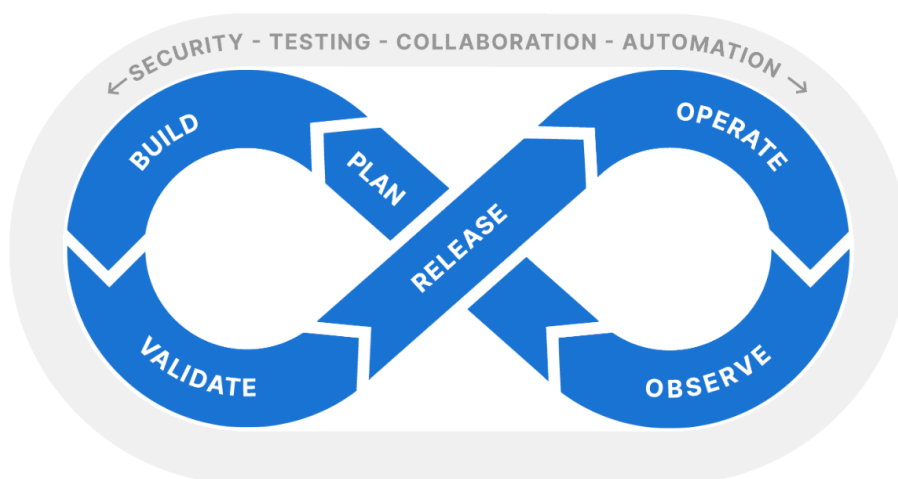 ←SECURITY - TESTING - COLLABORATION - AUTOMATION →
BUILD
PLAN
OPERATE
RELEASE
VALIDATE
OBSERVE